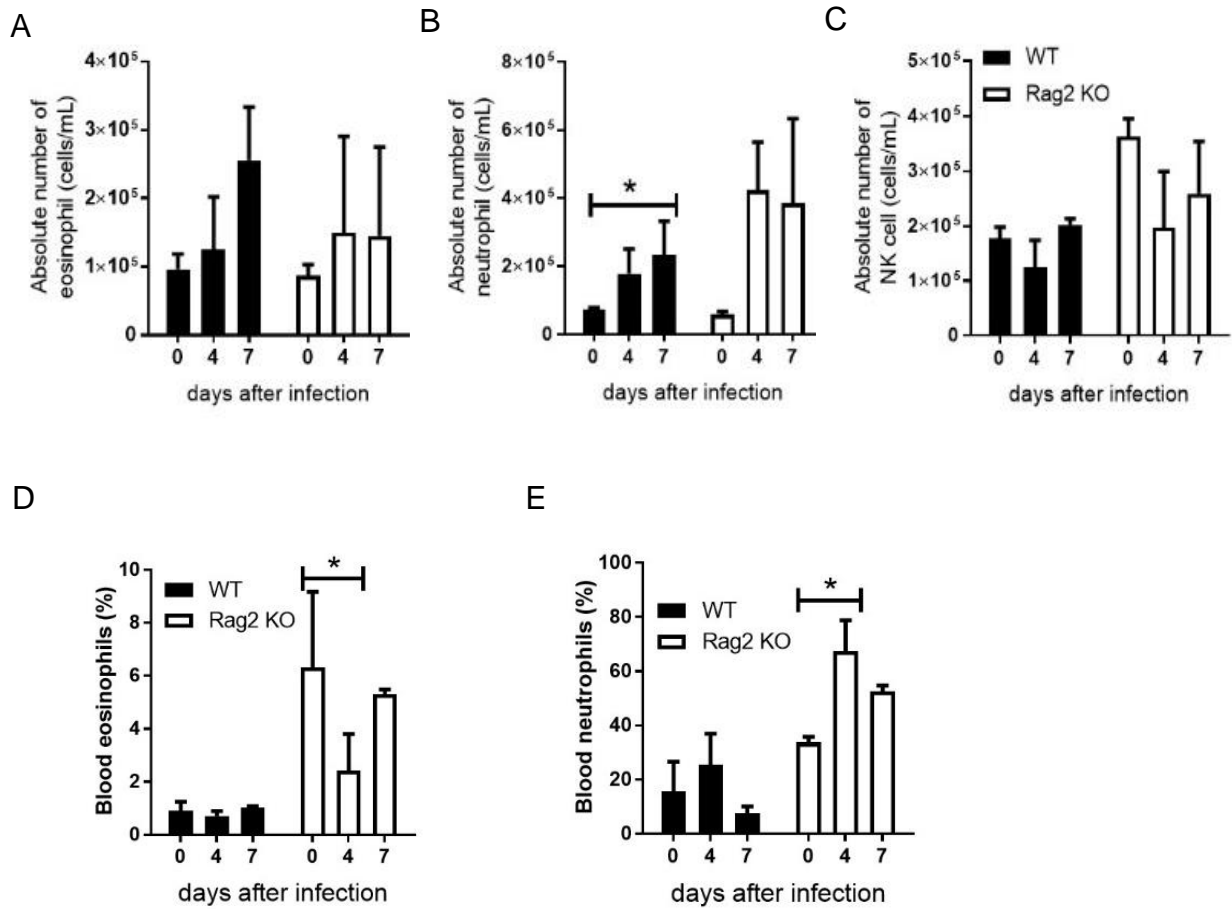 A
Absolute number of
eosinophil (cells/mL)
4×10⁵
3×10⁵
2×10⁵
1×10⁵
0
0 4 7 0 4 7
days after infection
B
Absolute number of
neutrophil (cells/mL)
8×10⁵
6×10⁵
4×10⁵
2×10⁵
0
*
0 4 7 0 4 7
days after infection
C
Absolute number of
NK cell (cells/mL)
5×10⁵
4×10⁵
3×10⁵
2×10⁵
1×10⁵
0
WT
Rag2 KO
0 4 7 0 4 7
days after infection
D
Blood eosinophils (%)
10
8
6
4
2
0
WT
Rag2 KO
*
0 4 7 0 4 7
days after infection
E
Blood neutrophils (%)
100
80
60
40
20
0
WT
Rag2 KO
*
0 4 7 0 4 7
days after infection